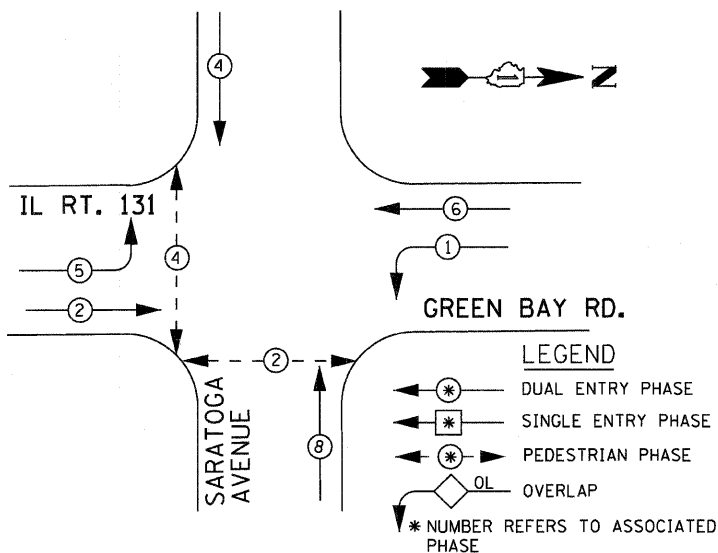 4
N
IL RT. 131
6
4
1
5
2
GREEN BAY RD.
LEGEND
2
* DUAL ENTRY PHASE
* SINGLE ENTRY PHASE
8
* PEDESTRIAN PHASE
SARATOGA
AVENUE
OL OVERLAP
* NUMBER REFERS TO ASSOCIATED
PHASE